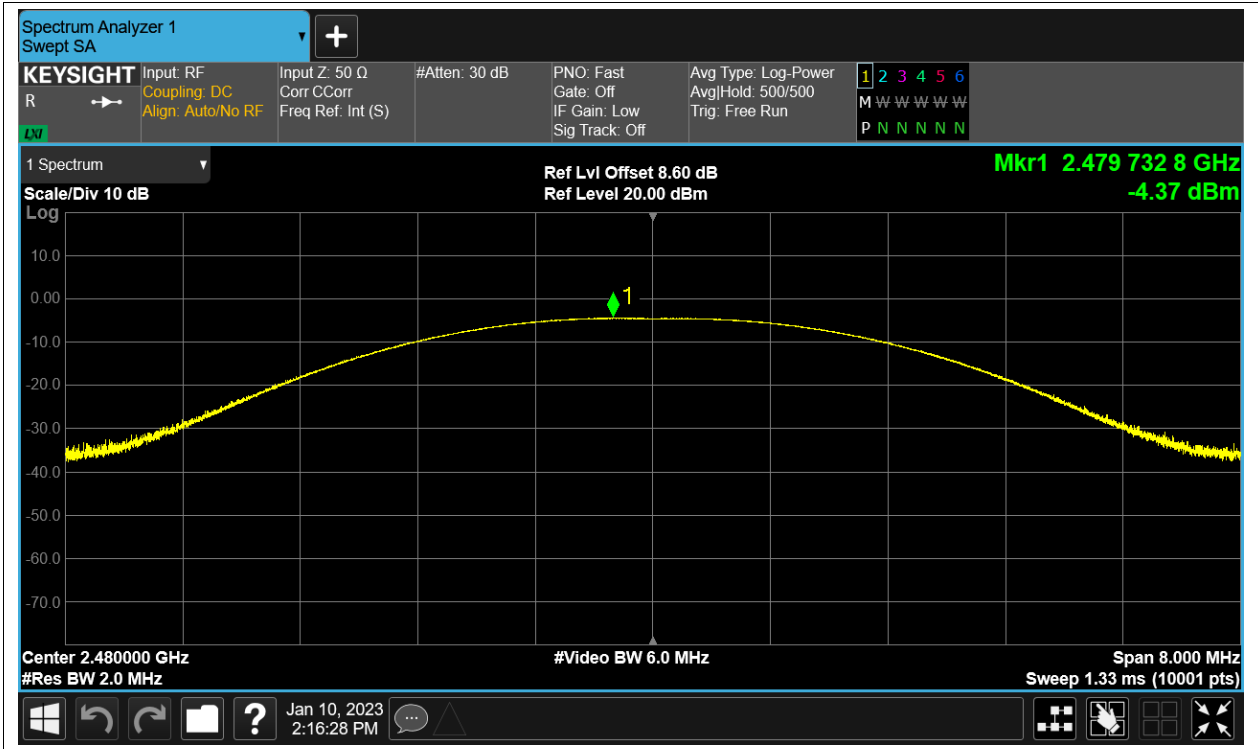 Spectrum Analyzer 1
Swept SA
+
KEYSIGHT
R
LXI
Input: RF
Coupling: DC
Align: Auto/No RF
Input Z: 50 Ω
Corr CCorr
Freq Ref: Int (S)
#Atten: 30 dB
PNO: Fast
Gate: Off
IF Gain: Low
Sig Track: Off
Avg Type: Log-Power
Avg|Hold: 500/500
Trig: Free Run
1 2 3 4 5 6
M W W W W W
P N N N N N
1 Spectrum
Scale/Div 10 dB
Ref Lvl Offset 8.60 dB
Ref Level 20.00 dBm
Mkr1 2.479 732 8 GHz
-4.37 dBm
Log
10.0
0.00
-10.0
-20.0
-30.0
-40.0
-50.0
-60.0
-70.0
1
Center 2.480000 GHz
#Video BW 6.0 MHz
Span 8.000 MHz
#Res BW 2.0 MHz
Sweep 1.33 ms (10001 pts)
?
Jan 10, 2023
2:16:28 PM